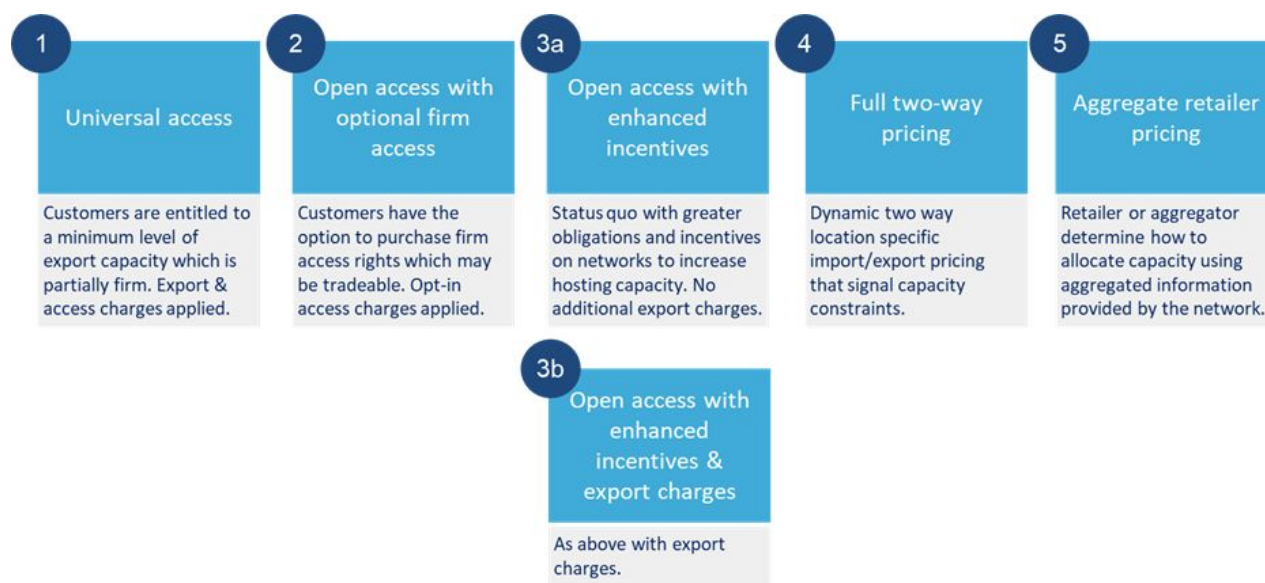 1
Universal access
Customers are entitled to
a minimum level of
export capacity which is
partially firm. Export &
access charges applied.
2
Open access with
optional firm
access
Customers have the
option to purchase firm
access rights which may
be tradeable. Opt-in
access charges applied.
3a
Open access with
enhanced
incentives
Status quo with greater
obligations and incentives
on networks to increase
hosting capacity. No
additional export charges.
4
Full two-way
pricing
Dynamic two way
location specific
import/export pricing
that signal capacity
constraints.
5
Aggregate retailer
pricing
Retailer or aggregator
determine how to
allocate capacity using
aggregated information
provided by the network.
3b
Open access with
enhanced
incentives &
export charges
As above with export
charges.